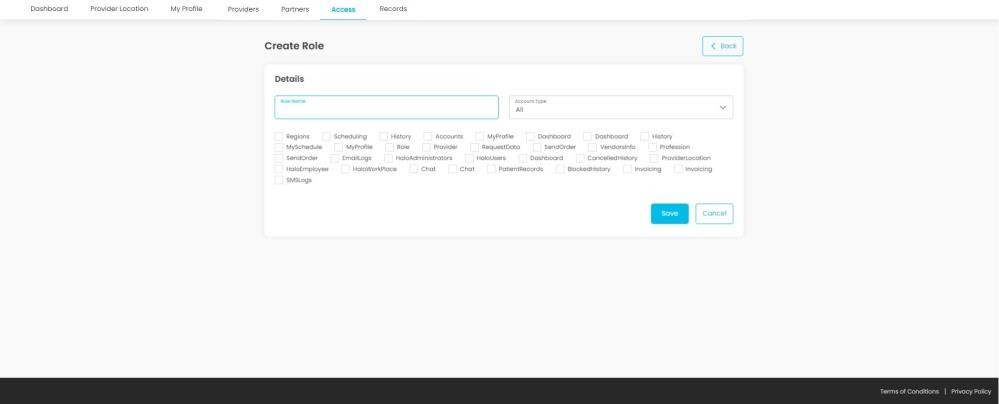 Dashboard Provider Location My Profile Providers Partners Access Records
Create Role
Back
Details
Role Name
Account Type
All
Regions Scheduling History Accounts MyProfile Dashboard Dashboard History
MySchedule MyProfile Role Provider RequestData SendOrder VendorsInfo Profession
SendOrder EmailLogs HaloAdministrators HaloUsers Dashboard CancelledHistory ProviderLocation
HaloEmployee HaloWorkPlace Chat Chat PatientRecords BlockedHistory Invoicing Invoicing
SMSLogs
Save Cancel
Terms of Conditions | Privacy Policy